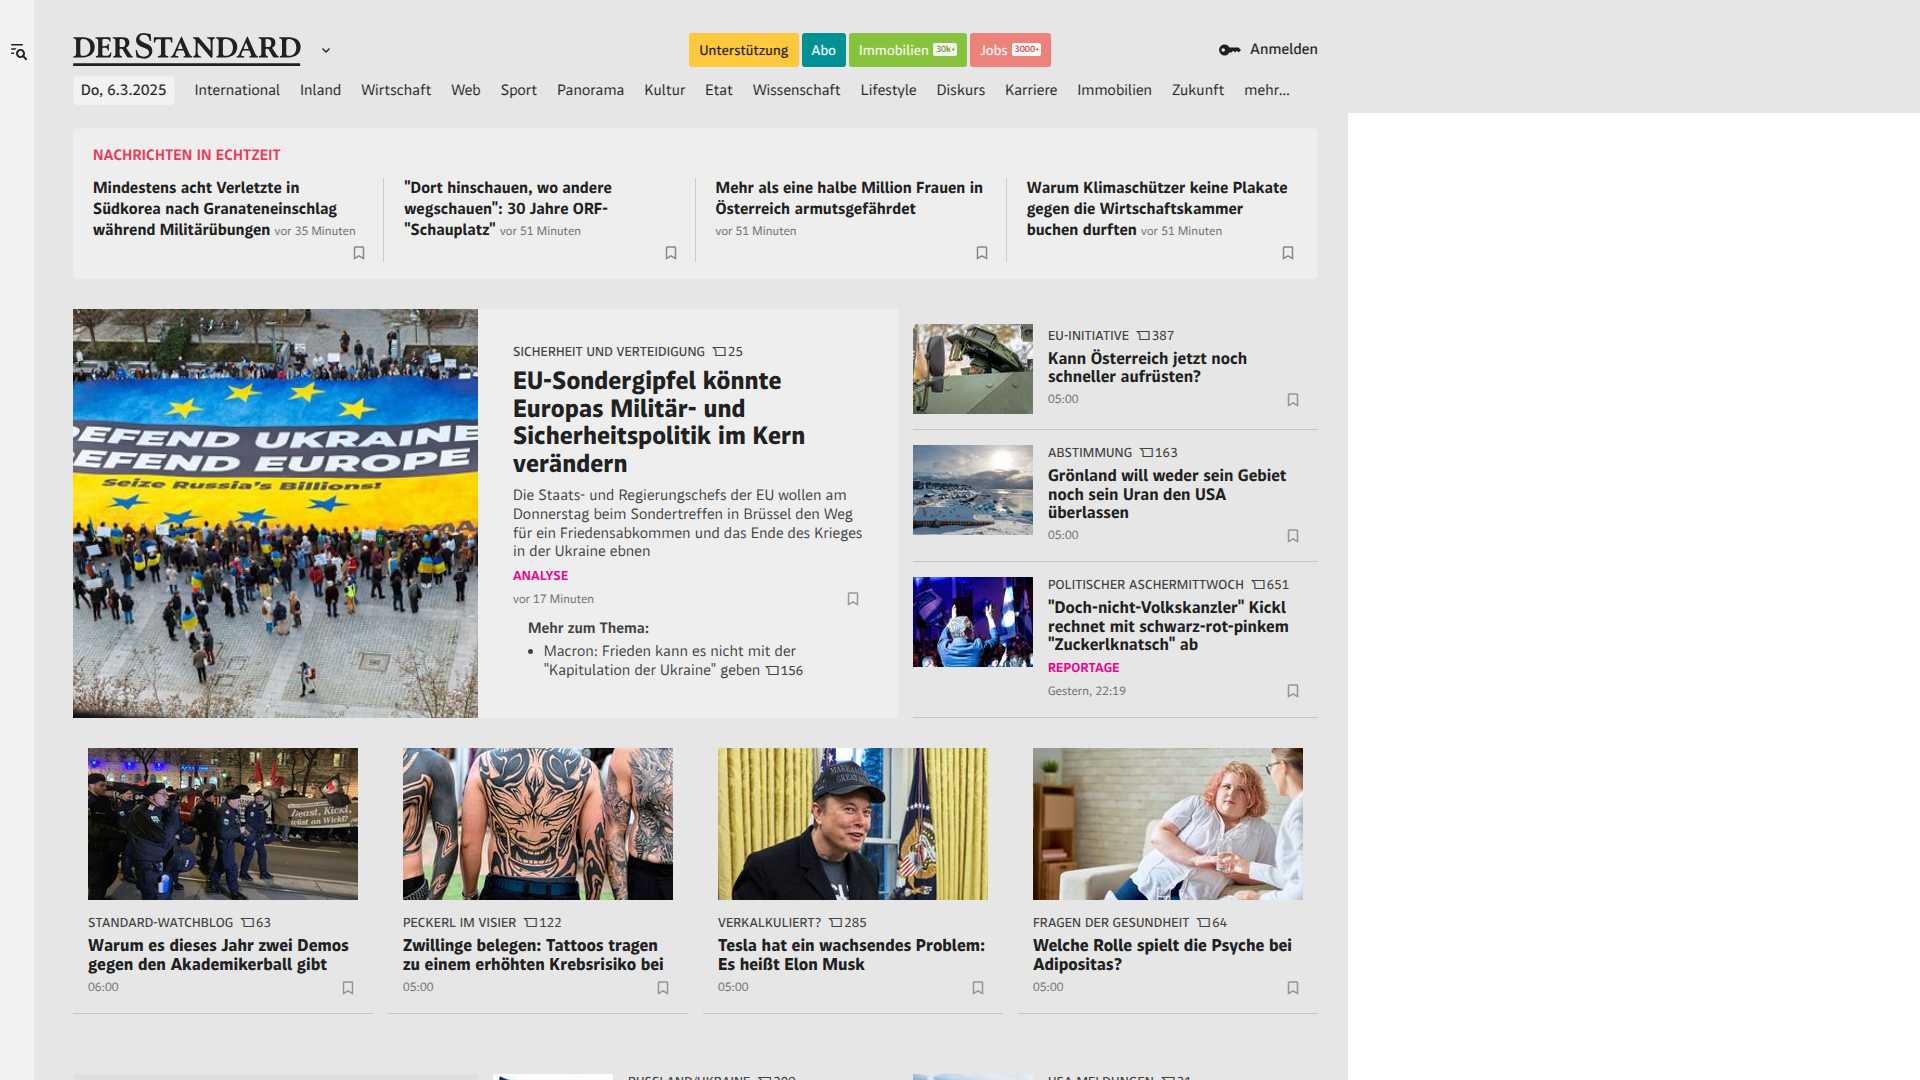 DERSTANDARD
Unterstützung
Abo
Immobilien 30k+
Jobs 3000+
Anmelden
Do, 6.3.2025
International
Inland
Wirtschaft
Web
Sport
Panorama
Kultur
Etat
Wissenschaft
Lifestyle
Diskurs
Karriere
Immobilien
Zukunft
mehr...
NACHRICHTEN IN ECHTZEIT
Mindestens acht Verletzte in
Südkorea nach Granateneinschlag
während Militärübungen vor 35 Minuten
"Dort hinschauen, wo andere
wegschauen": 30 Jahre ORF-
"Schauplatz" vor 51 Minuten
Mehr als eine halbe Million Frauen in
Österreich armutsgefährdet
vor 51 Minuten
Warum Klimaschützer keine Plakate
gegen die Wirtschaftskammer
buchen durften vor 51 Minuten
DEFEND UKRAINE
DEFEND EUROPE
Seize Russia's Billions!
SICHERHEIT UND VERTEIDIGUNG 25
EU-Sondergipfel könnte
Europas Militär- und
Sicherheitspolitik im Kern
verändern
Die Staats- und Regierungschefs der EU wollen am
Donnerstag beim Sondertreffen in Brüssel den Weg
für ein Friedensabkommen und das Ende des Krieges
in der Ukraine ebnen
ANALYSE
vor 17 Minuten
Mehr zum Thema:
• Macron: Frieden kann es nicht mit der
"Kapitulation der Ukraine" geben 156
EU-INITIATIVE 387
Kann Österreich jetzt noch
schneller aufrüsten?
05:00
ABSTIMMUNG 163
Grönland will weder sein Gebiet
noch sein Uran den USA
überlassen
05:00
POLITISCHER ASCHERMITTWOCH 651
"Doch-nicht-Volkskanzler" Kickl
rechnet mit schwarz-rot-pinkem
"Zuckerlknatsch" ab
REPORTAGE
Gestern, 22:19
STANDARD-WATCHBLOG 63
Warum es dieses Jahr zwei Demos
gegen den Akademikerball gibt
06:00
PECKERL IM VISIER 122
Zwillinge belegen: Tattoos tragen
zu einem erhöhten Krebsrisiko bei
05:00
VERKALKULIERT? 285
Tesla hat ein wachsendes Problem:
Es heißt Elon Musk
05:00
FRAGEN DER GESUNDHEIT 64
Welche Rolle spielt die Psyche bei
Adipositas?
05:00